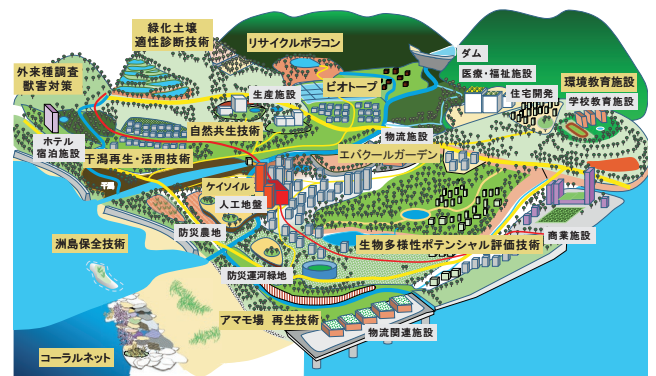 緑化土壌
適性診断技術
リサイクルポラコン
ダム
外来種調査
獣害対策
医療・福祉施設
環境教育施設
生産施設
ビオトープ
住宅開発
学校教育施設
自然共生技術
物流施設
ホテル
宿泊施設
干潟再生・活用技術
エバクールガーデン
ケイソイル
人工地盤
防災農地
商業施設
洲島保全技術
生物多様性ポテンシャル評価技術
防災運河緑地
アマモ場 再生技術
物流関連施設
コーラルネット